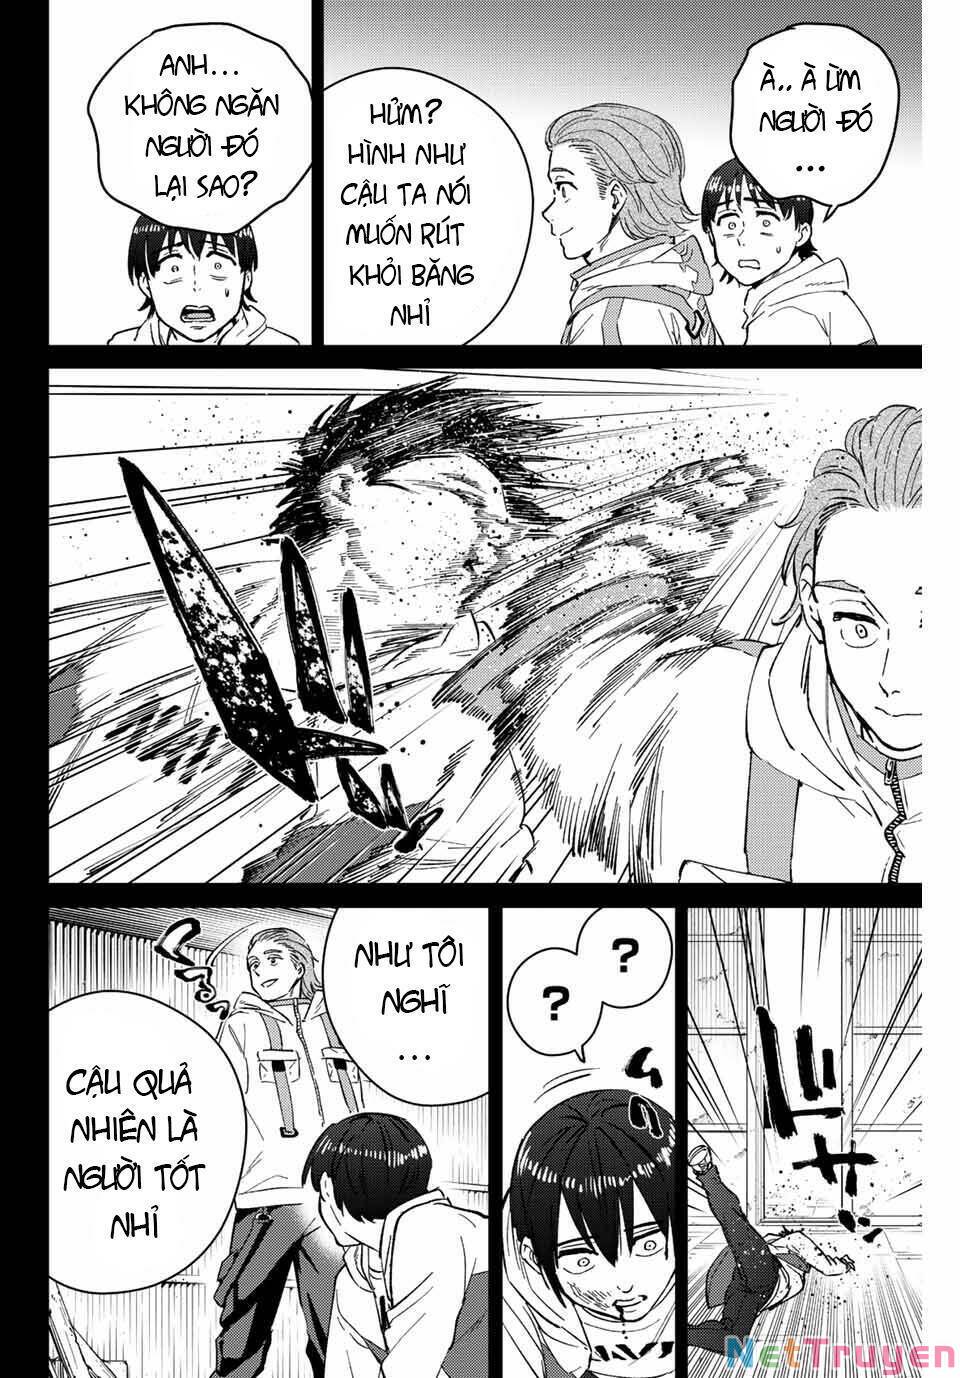 À.. À ỪM
NGƯỜI ĐÓ
...
HỬM?
HÌNH NHƯ
CẬU TA NÓI
MUỐN RÚT
KHỎI BĂNG
NHỈ
ANH...
KHÔNG NGĂN
NGƯỜI ĐÓ
LẠI SAO?
?
?
NHƯ TÔI
NGHĨ
...
CẬU QUẢ
NHIÊN LÀ
NGƯỜI TỐT
NHỈ
NetTruyen